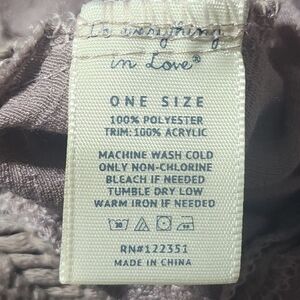 in Love®
ONE SIZE
100% POLYESTER
TRIM: 100% ACRYLIC
MACHINE WASH COLD
ONLY NON-CHLORINE
BLEACH IF NEEDED
TUMBLE DRY LOW
WARM IRON IF NEEDED
30
RN#122351
MADE IN CHINA